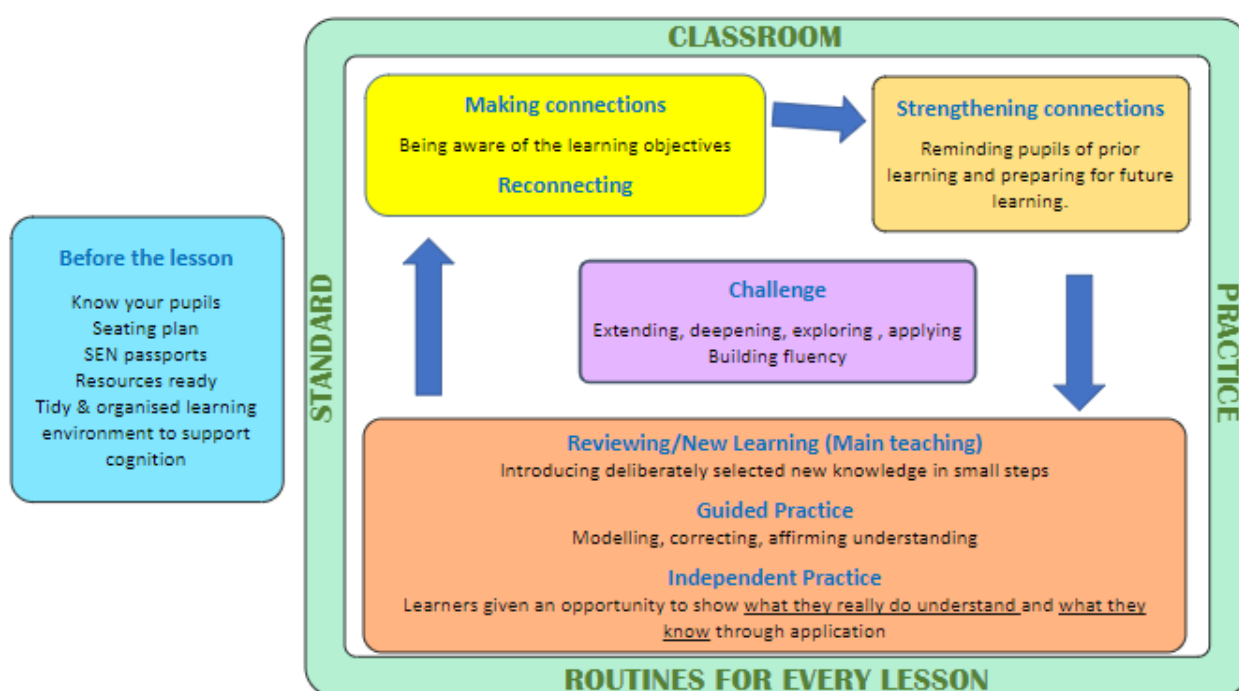 CLASSROOM
Making connections
Being aware of the learning objectives
Reconnecting
Strengthening connections
Reminding pupils of prior
learning and preparing for future
learning.
Before the lesson
Know your pupils
Seating plan
SEN passports
Resources ready
Tidy & organised learning
environment to support
cognition
STANDARD
Challenge
Extending, deepening, exploring , applying
Building fluency
PRACTICE
Reviewing/New Learning (Main teaching)
Introducing deliberately selected new knowledge in small steps
Guided Practice
Modelling, correcting, affirming understanding
Independent Practice
Learners given an opportunity to show what they really do understand and what they
know through application
ROUTINES FOR EVERY LESSON